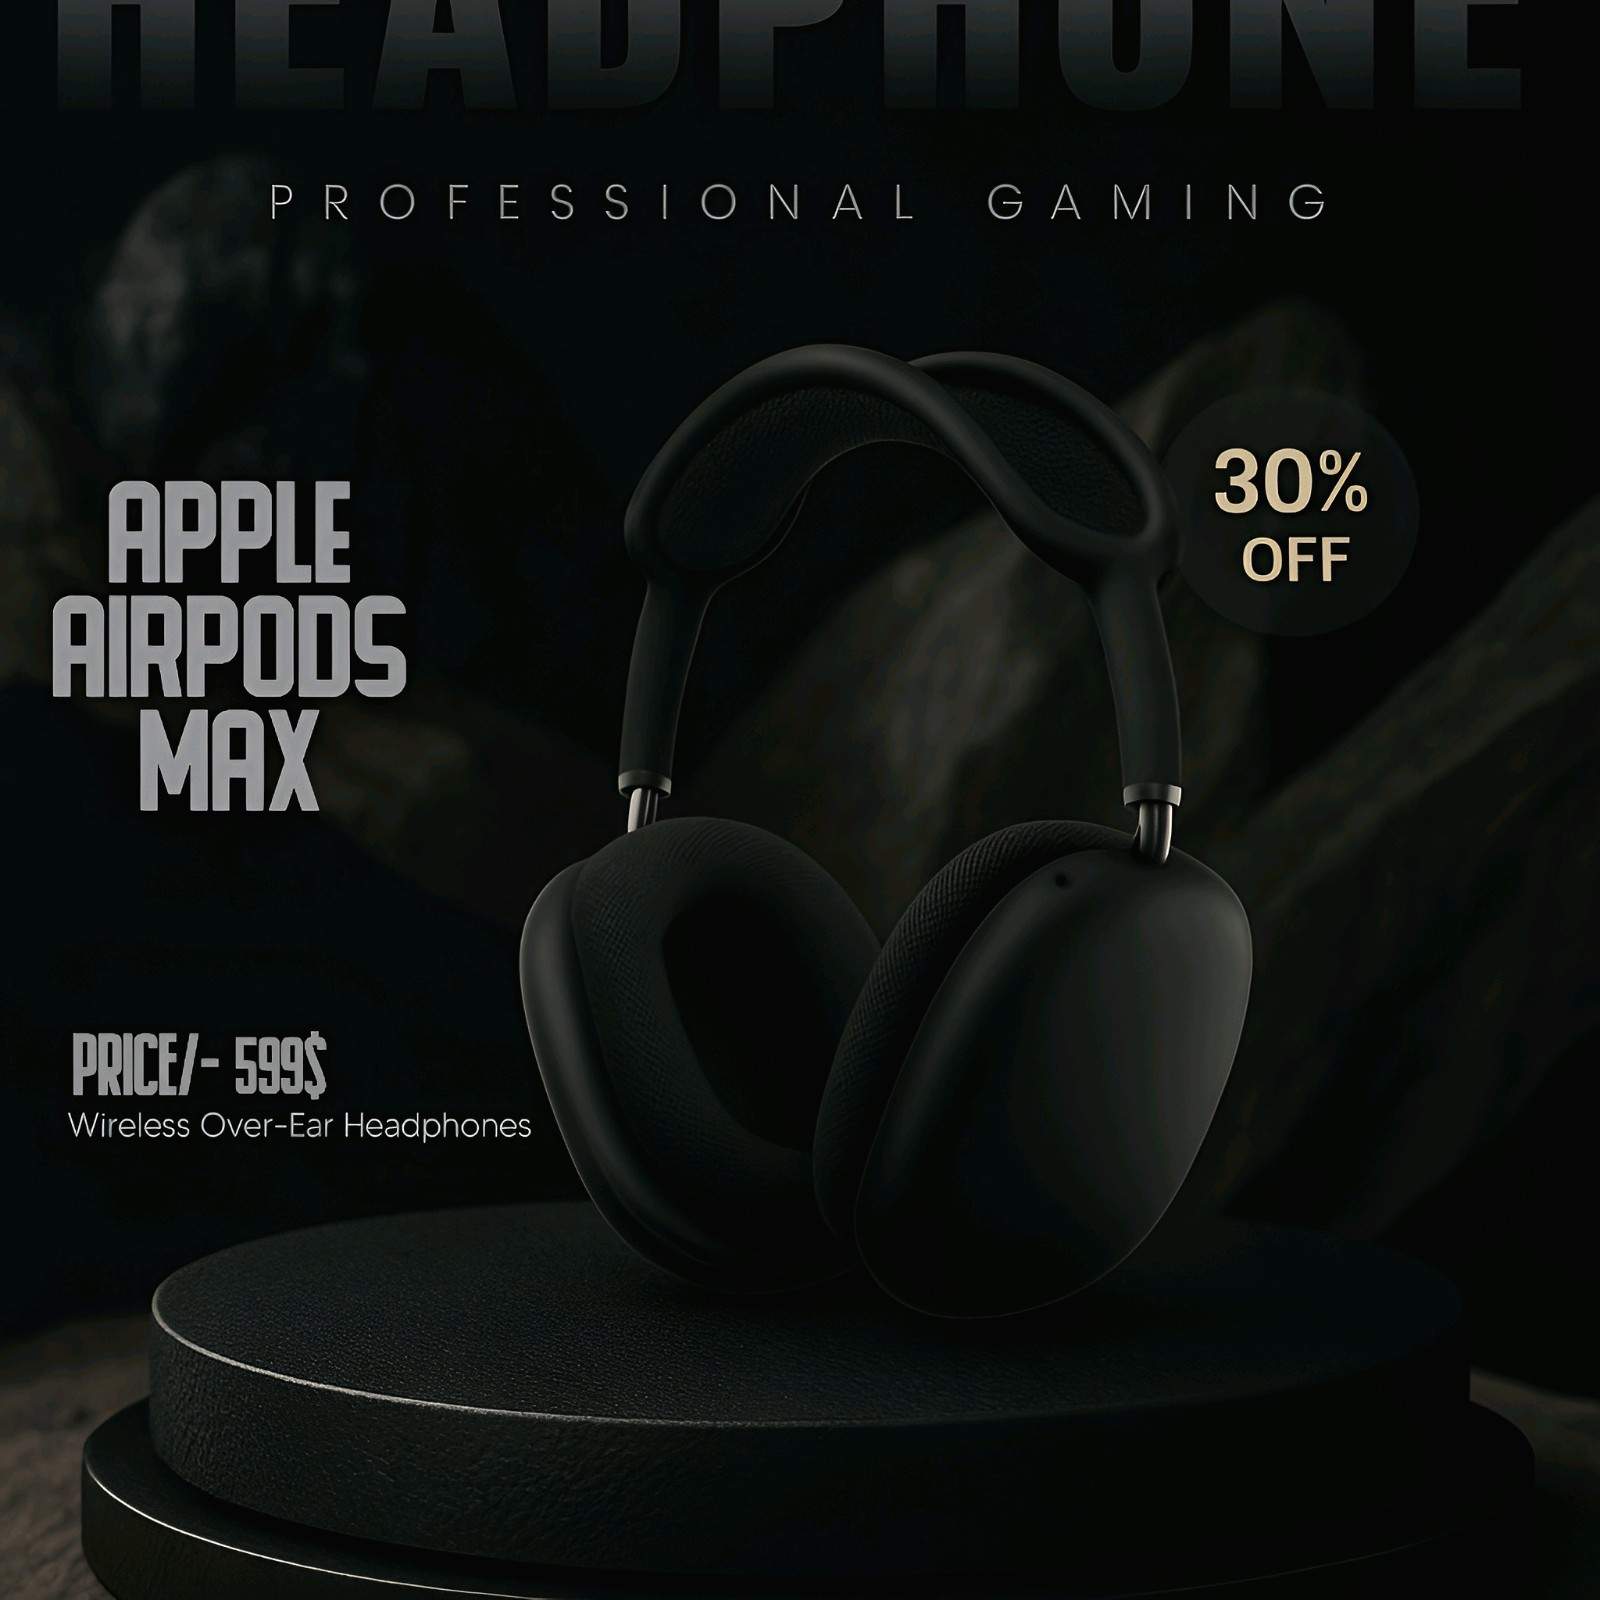 HEADPHONE
PROFESSIONAL GAMING
30%
OFF
APPLE
AIRPODS
MAX
PRICE/- 599$
Wireless Over-Ear Headphones